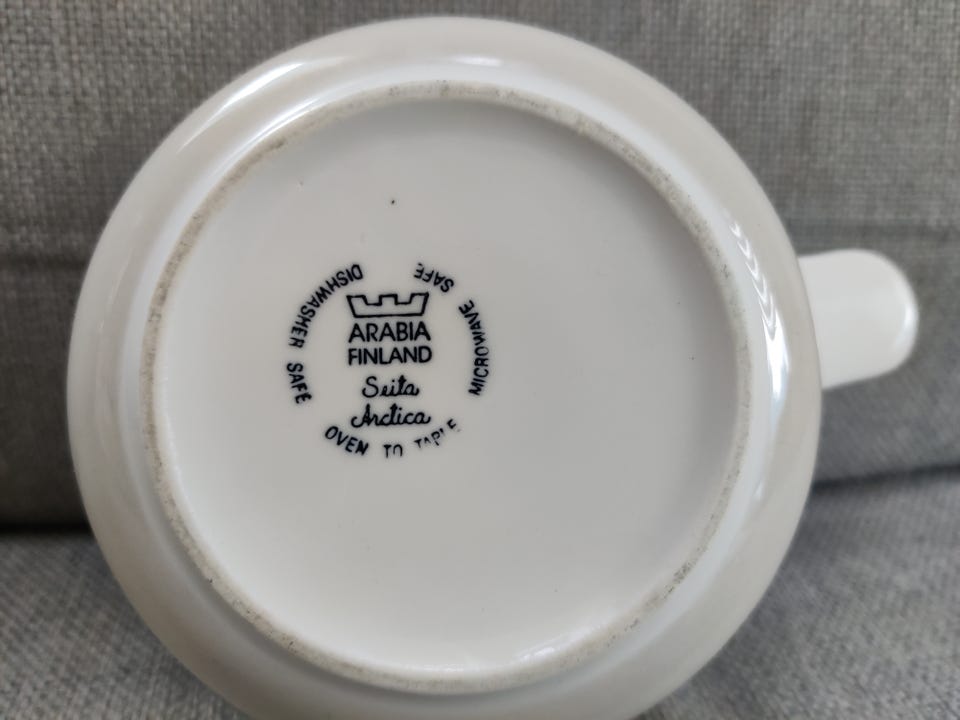 DISHWASHER SAFE
MICROWAVE SAFE
ARABIA
FINLAND
Seita
Arctica
OVEN TO TABLE